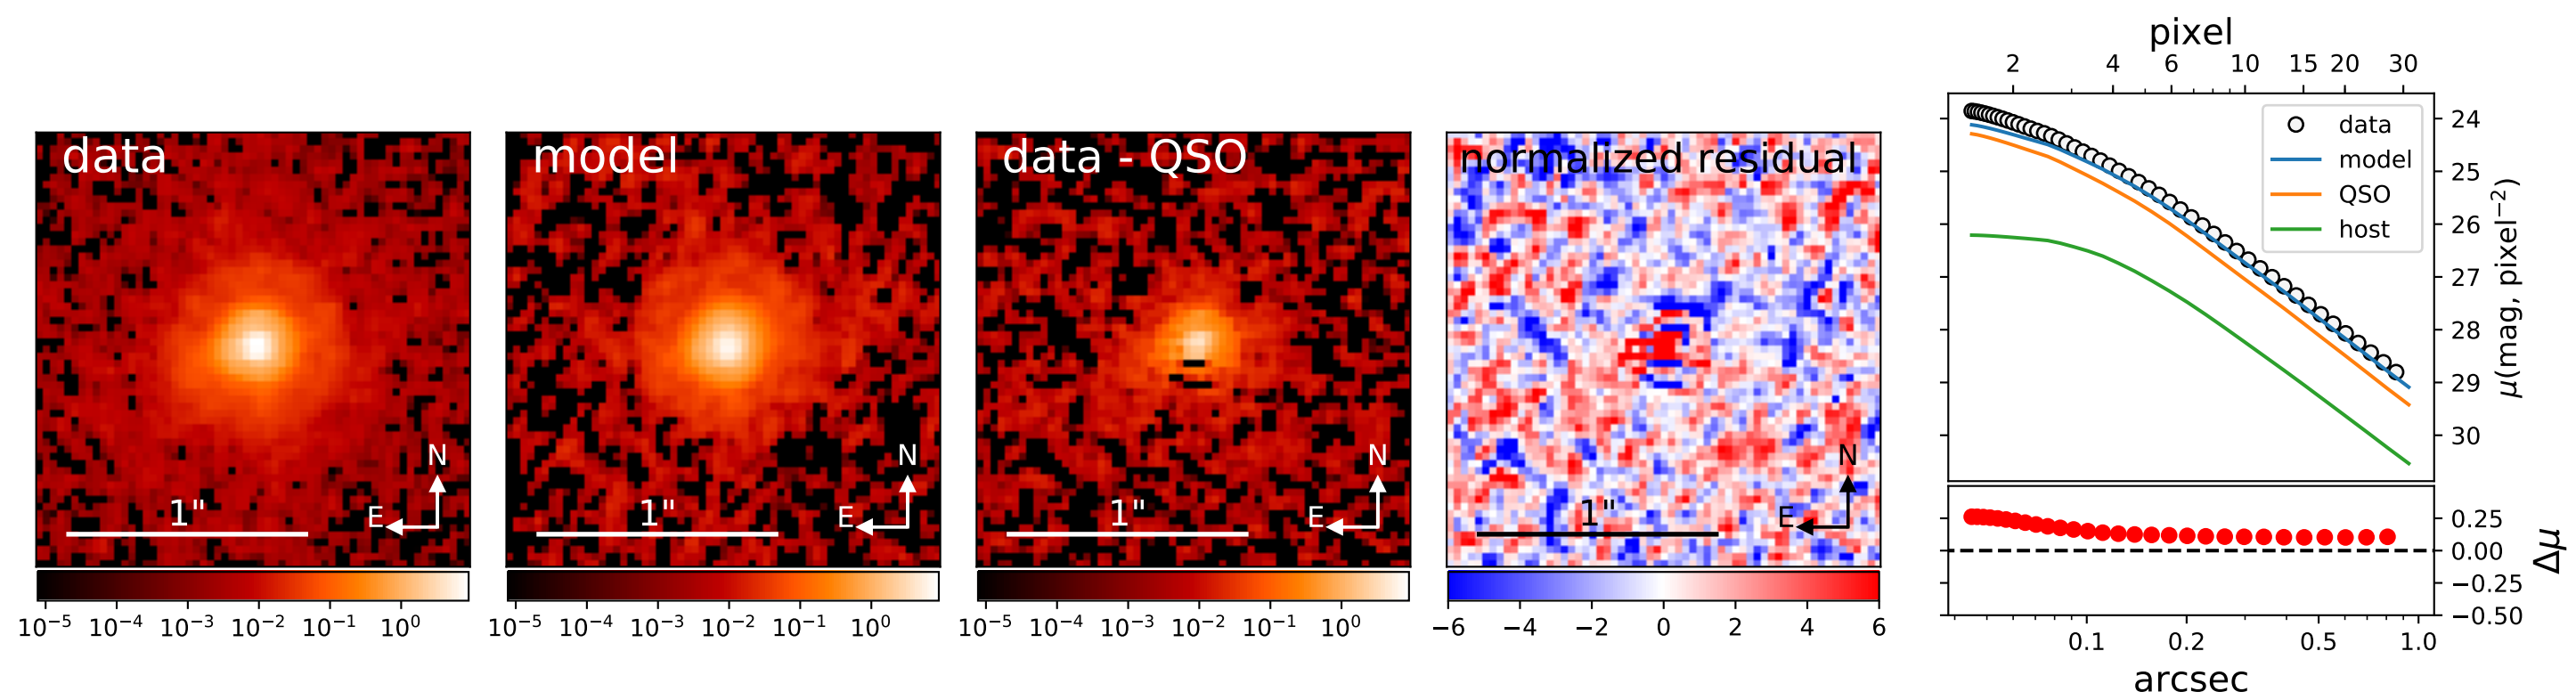 data
N
1"
E
10⁻⁵ 10⁻⁴ 10⁻³ 10⁻² 10⁻¹ 10⁰
model
N
1"
E
10⁻⁵ 10⁻⁴ 10⁻³ 10⁻² 10⁻¹ 10⁰
data - QSO
N
1"
E
10⁻⁵ 10⁻⁴ 10⁻³ 10⁻² 10⁻¹ 10⁰
normalized residual
N
1"
E
−6 −4 −2 0 2 4 6
pixel
2 4 6 10 15 20 30
data
model
QSO
host
24
25
26
27
28
29
30
μ(mag, pixel⁻²)
0.25
0.00
−0.25
−0.50
Δμ
0.1 0.2 0.5 1.0
arcsec